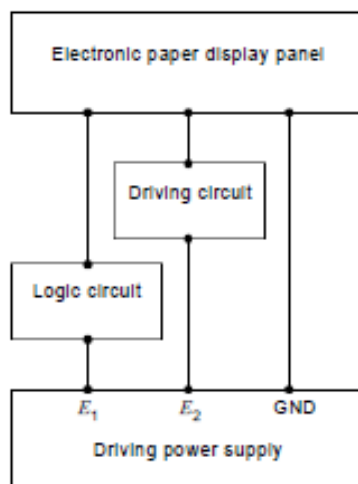 Electronic paper display panel
Driving circuit
Logic circuit
E1 E2 GND
Driving power supply